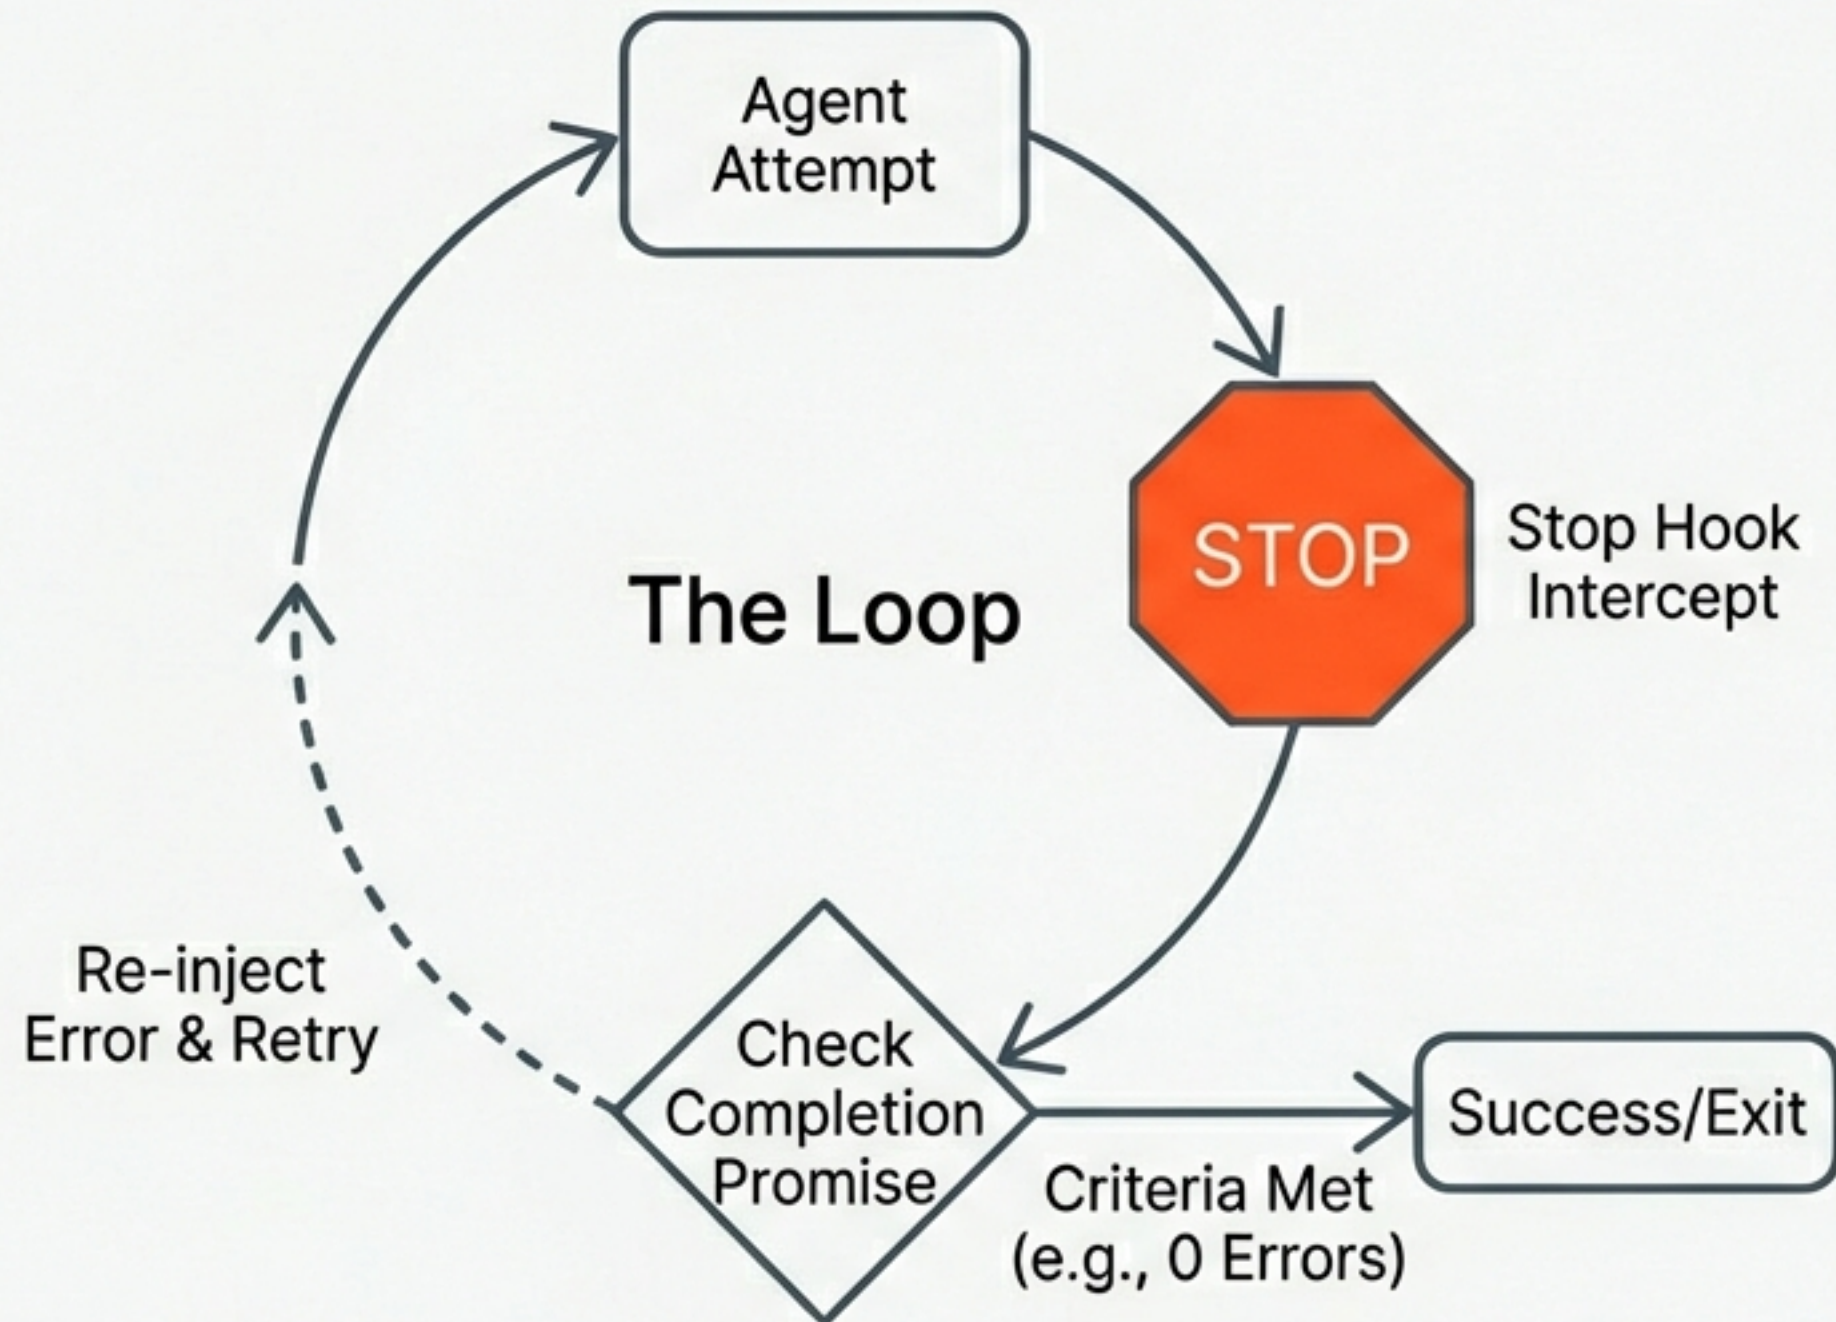 Agent
Attempt
STOP
Stop Hook
Intercept
The Loop
Re-inject
Error & Retry
Check
Completion
Promise
Criteria Met
(e.g., 0 Errors)
Success/Exit